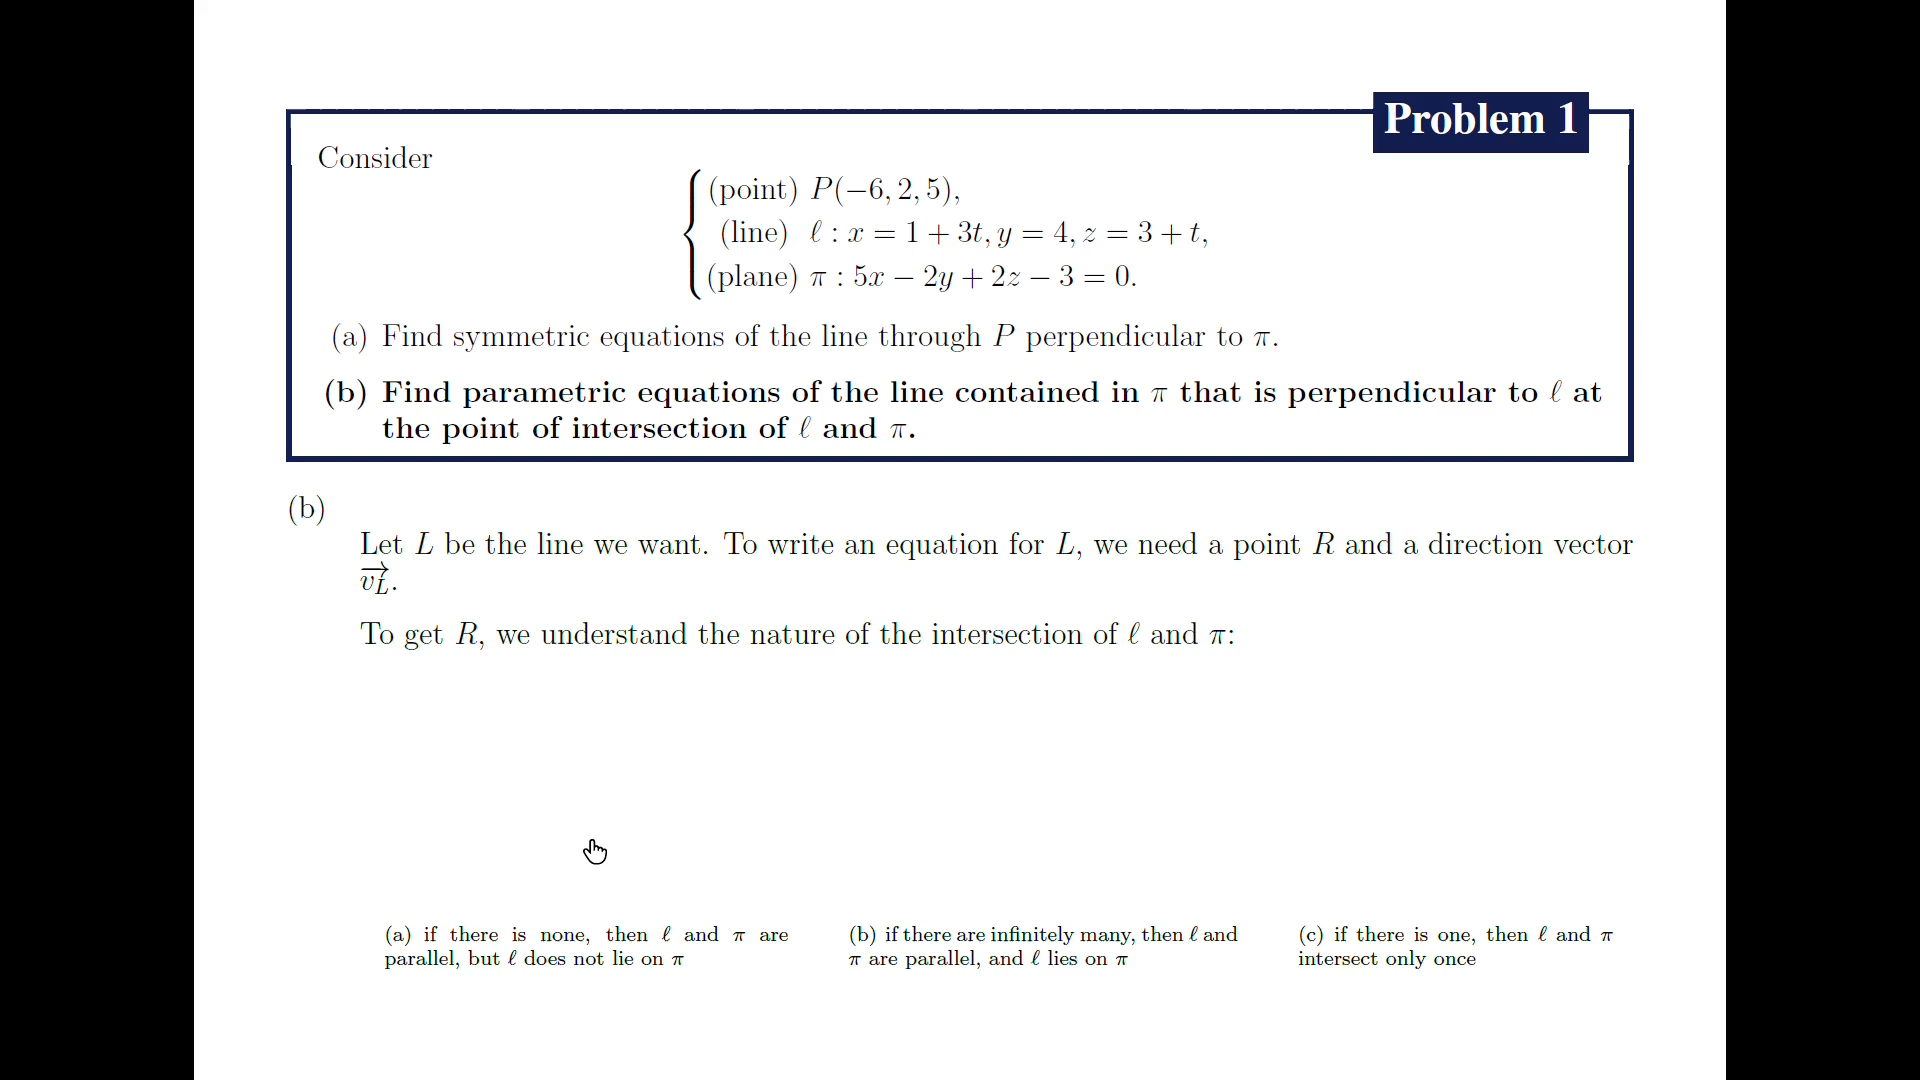 Problem 1
Consider
(point) P(−6, 2, 5),
(line) ℓ : x = 1 + 3t, y = 4, z = 3 + t,
(plane) π : 5x − 2y + 2z − 3 = 0.
(a) Find symmetric equations of the line through P perpendicular to π.
(b) Find parametric equations of the line contained in π that is perpendicular to ℓ at
the point of intersection of ℓ and π.
(b)
Let L be the line we want. To write an equation for L, we need a point R and a direction vector
$\overrightarrow{v_L}$.
To get R, we understand the nature of the intersection of ℓ and π:
(a) if there is none, then ℓ and π are
parallel, but ℓ does not lie on π
(b) if there are infinitely many, then ℓ and
π are parallel, and ℓ lies on π
(c) if there is one, then ℓ and π
intersect only once